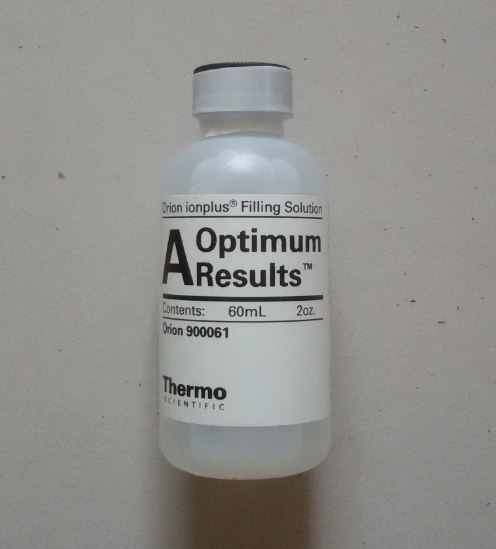 Orion ionplus® Filling Solution
A Optimum
Results™
Contents: 60mL 2oz.
Orion 900061
Thermo
SCIENTIFIC